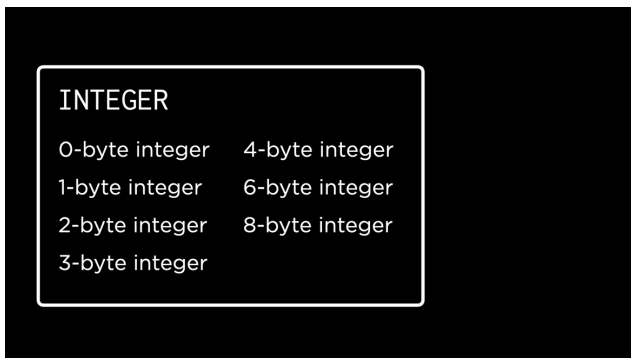 INTEGER
0-byte integer 4-byte integer
1-byte integer 6-byte integer
2-byte integer 8-byte integer
3-byte integer